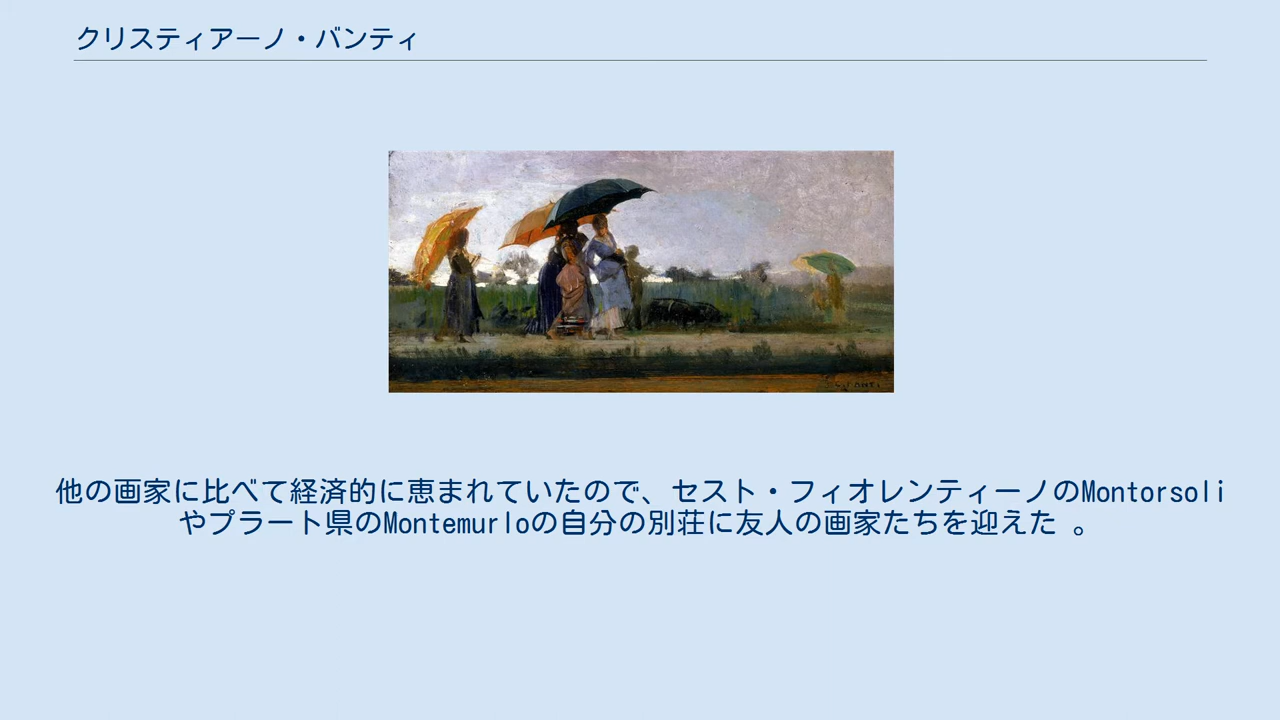 クリスティアーノ・バンティ
他の画家に比べて経済的に恵まれていたので、セスト・フィオレンティーノのMontorsoli
やプラート県のMontemurloの自分の別荘に友人の画家たちを迎えた 。